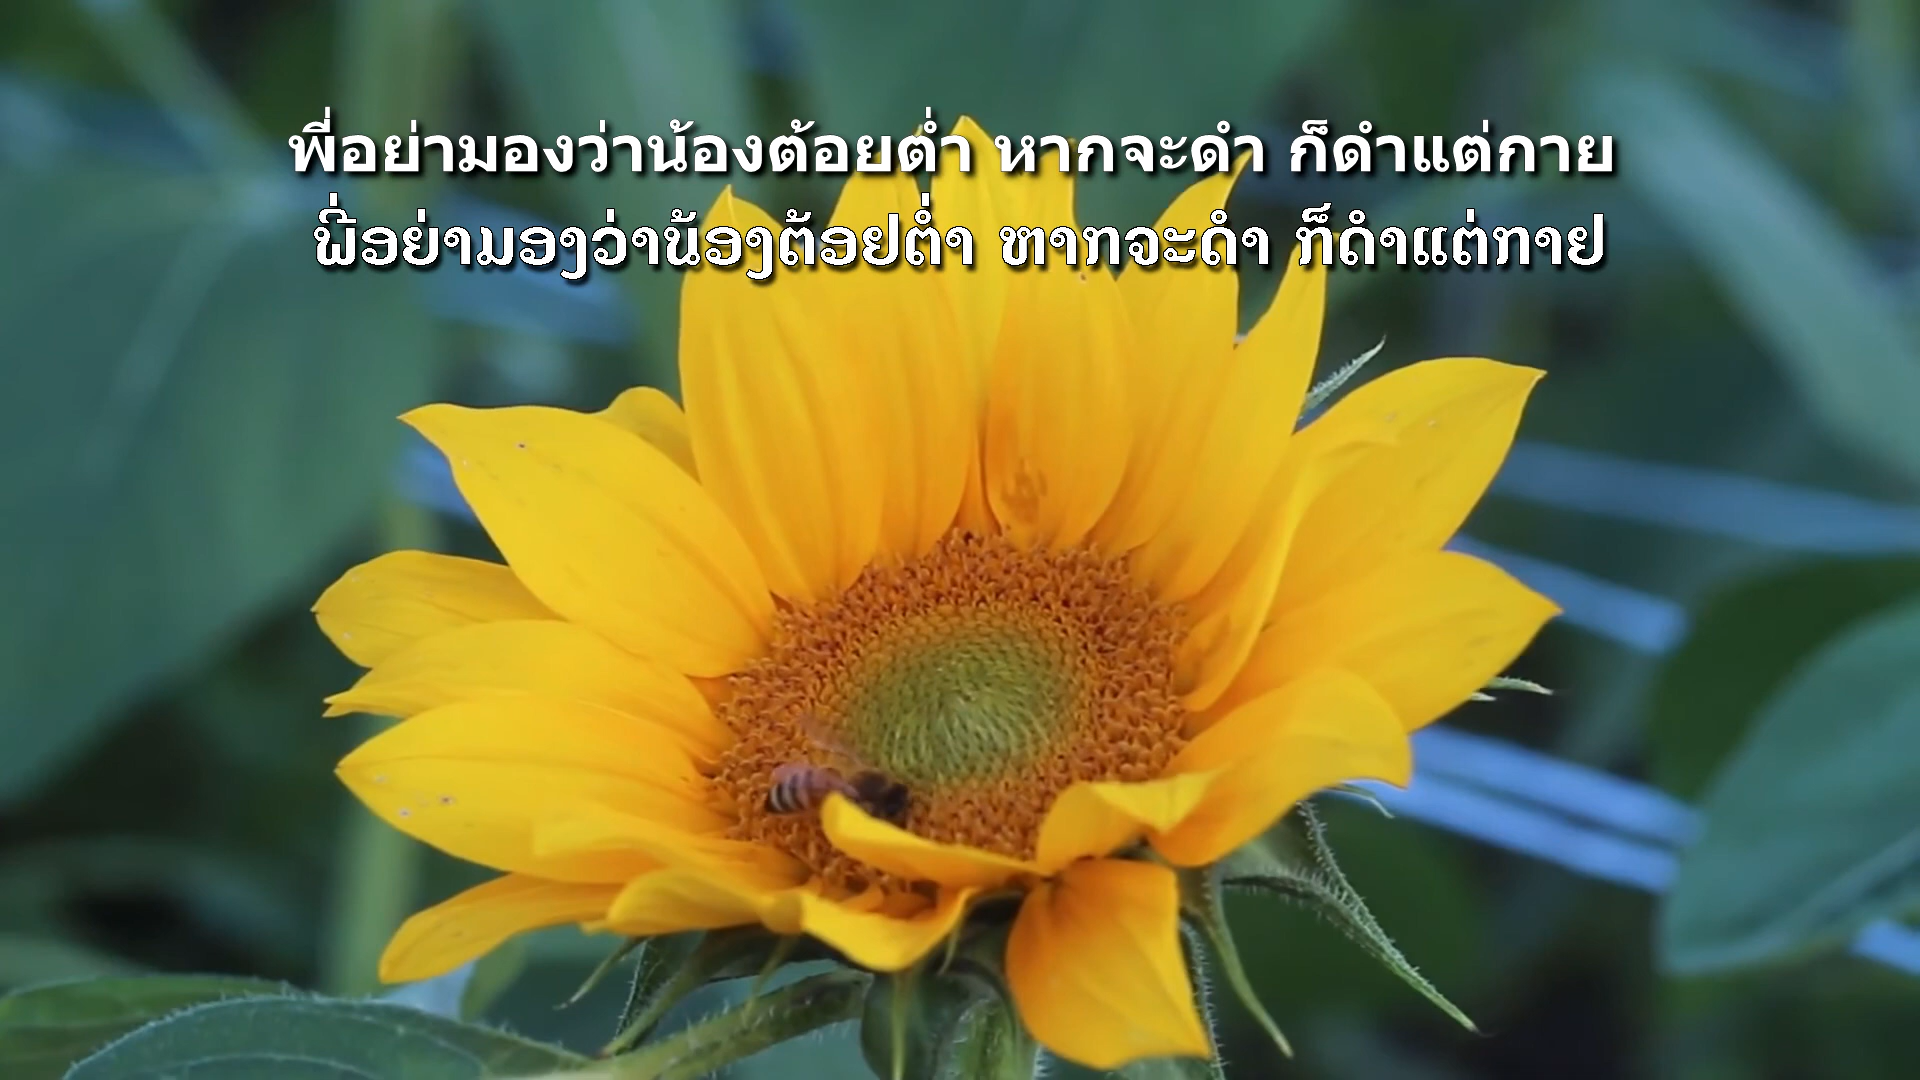 พี่อย่ามองว่าน้องต้อยต่ำ หากจะดำ ก็ดำแต่กาย
ພີ່ອຍ່າມອງວ່ານ້ອງຕ້ອຢຕ່ຳ ຫາກຈະດຳ ກ໊ດຳແຕ່ກາຢ